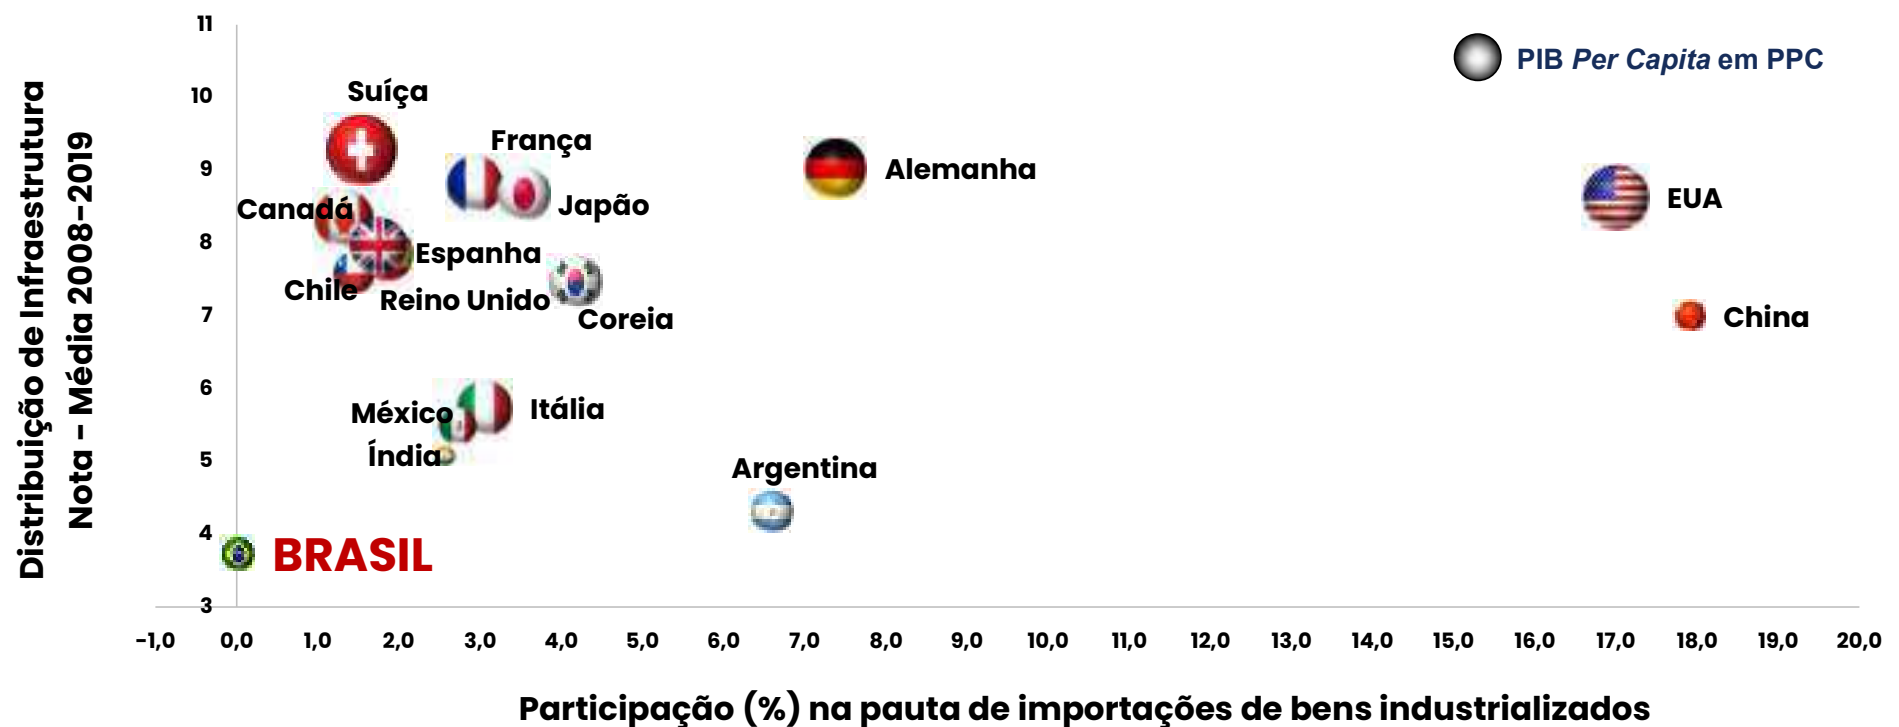 11
10
9
8
7
6
5
4
3
Distribuição de Infraestrutura
Nota - Média 2008-2019
PIB Per Capita em PPC
Suíça
França
Alemanha
EUA
Canadá
Japão
Espanha
Chile
Reino Unido
Coreia
China
México
Itália
Índia
Argentina
BRASIL
-1,0 0,0 1,0 2,0 3,0 4,0 5,0 6,0 7,0 8,0 9,0 10,0 11,0 12,0 13,0 14,0 15,0 16,0 17,0 18,0 19,0 20,0
Participação (%) na pauta de importações de bens industrializados